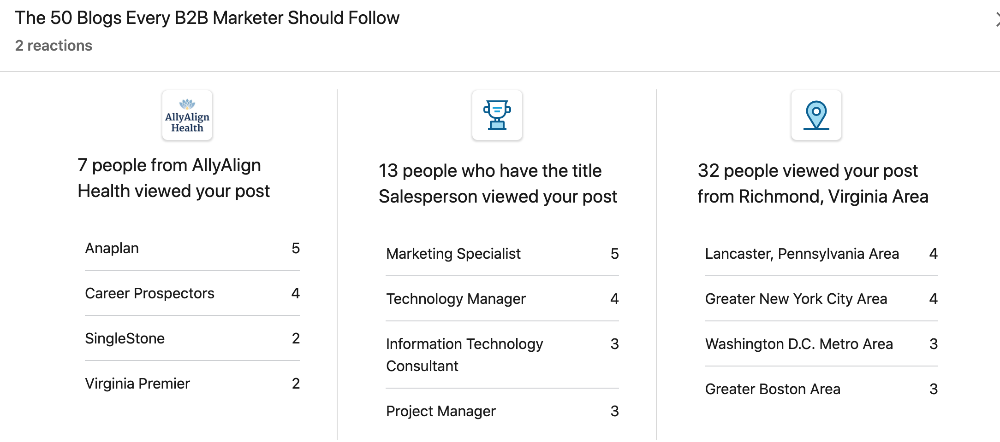 The 50 Blogs Every B2B Marketer Should Follow
2 reactions
AllyAlign
Health
7 people from AllyAlign
Health viewed your post
Anaplan 5
Career Prospectors 4
SingleStone 2
Virginia Premier 2
13 people who have the title
Salesperson viewed your post
Marketing Specialist 5
Technology Manager 4
Information Technology 3
Consultant
Project Manager 3
32 people viewed your post
from Richmond, Virginia Area
Lancaster, Pennsylvania Area 4
Greater New York City Area 4
Washington D.C. Metro Area 3
Greater Boston Area 3